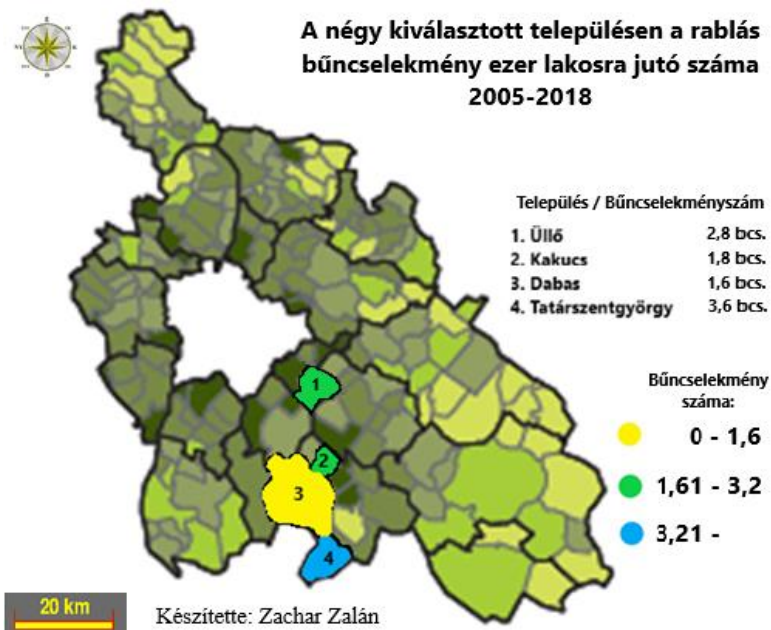 A négy kiválasztott településen a rablás
bűncselekmény ezer lakosra jutó száma
2005-2018
Település / Bűncselekményszám
1. Üllő 2,8 bcs.
2. Kakucs 1,8 bcs.
3. Dabas 1,6 bcs.
4. Tatárszentgyörgy 3,6 bcs.
1
Bűncselekmény
száma:
0 - 1,6
2
1,61 - 3,2
3
3,21 -
4
20 km
Készítette: Zachar Zalán